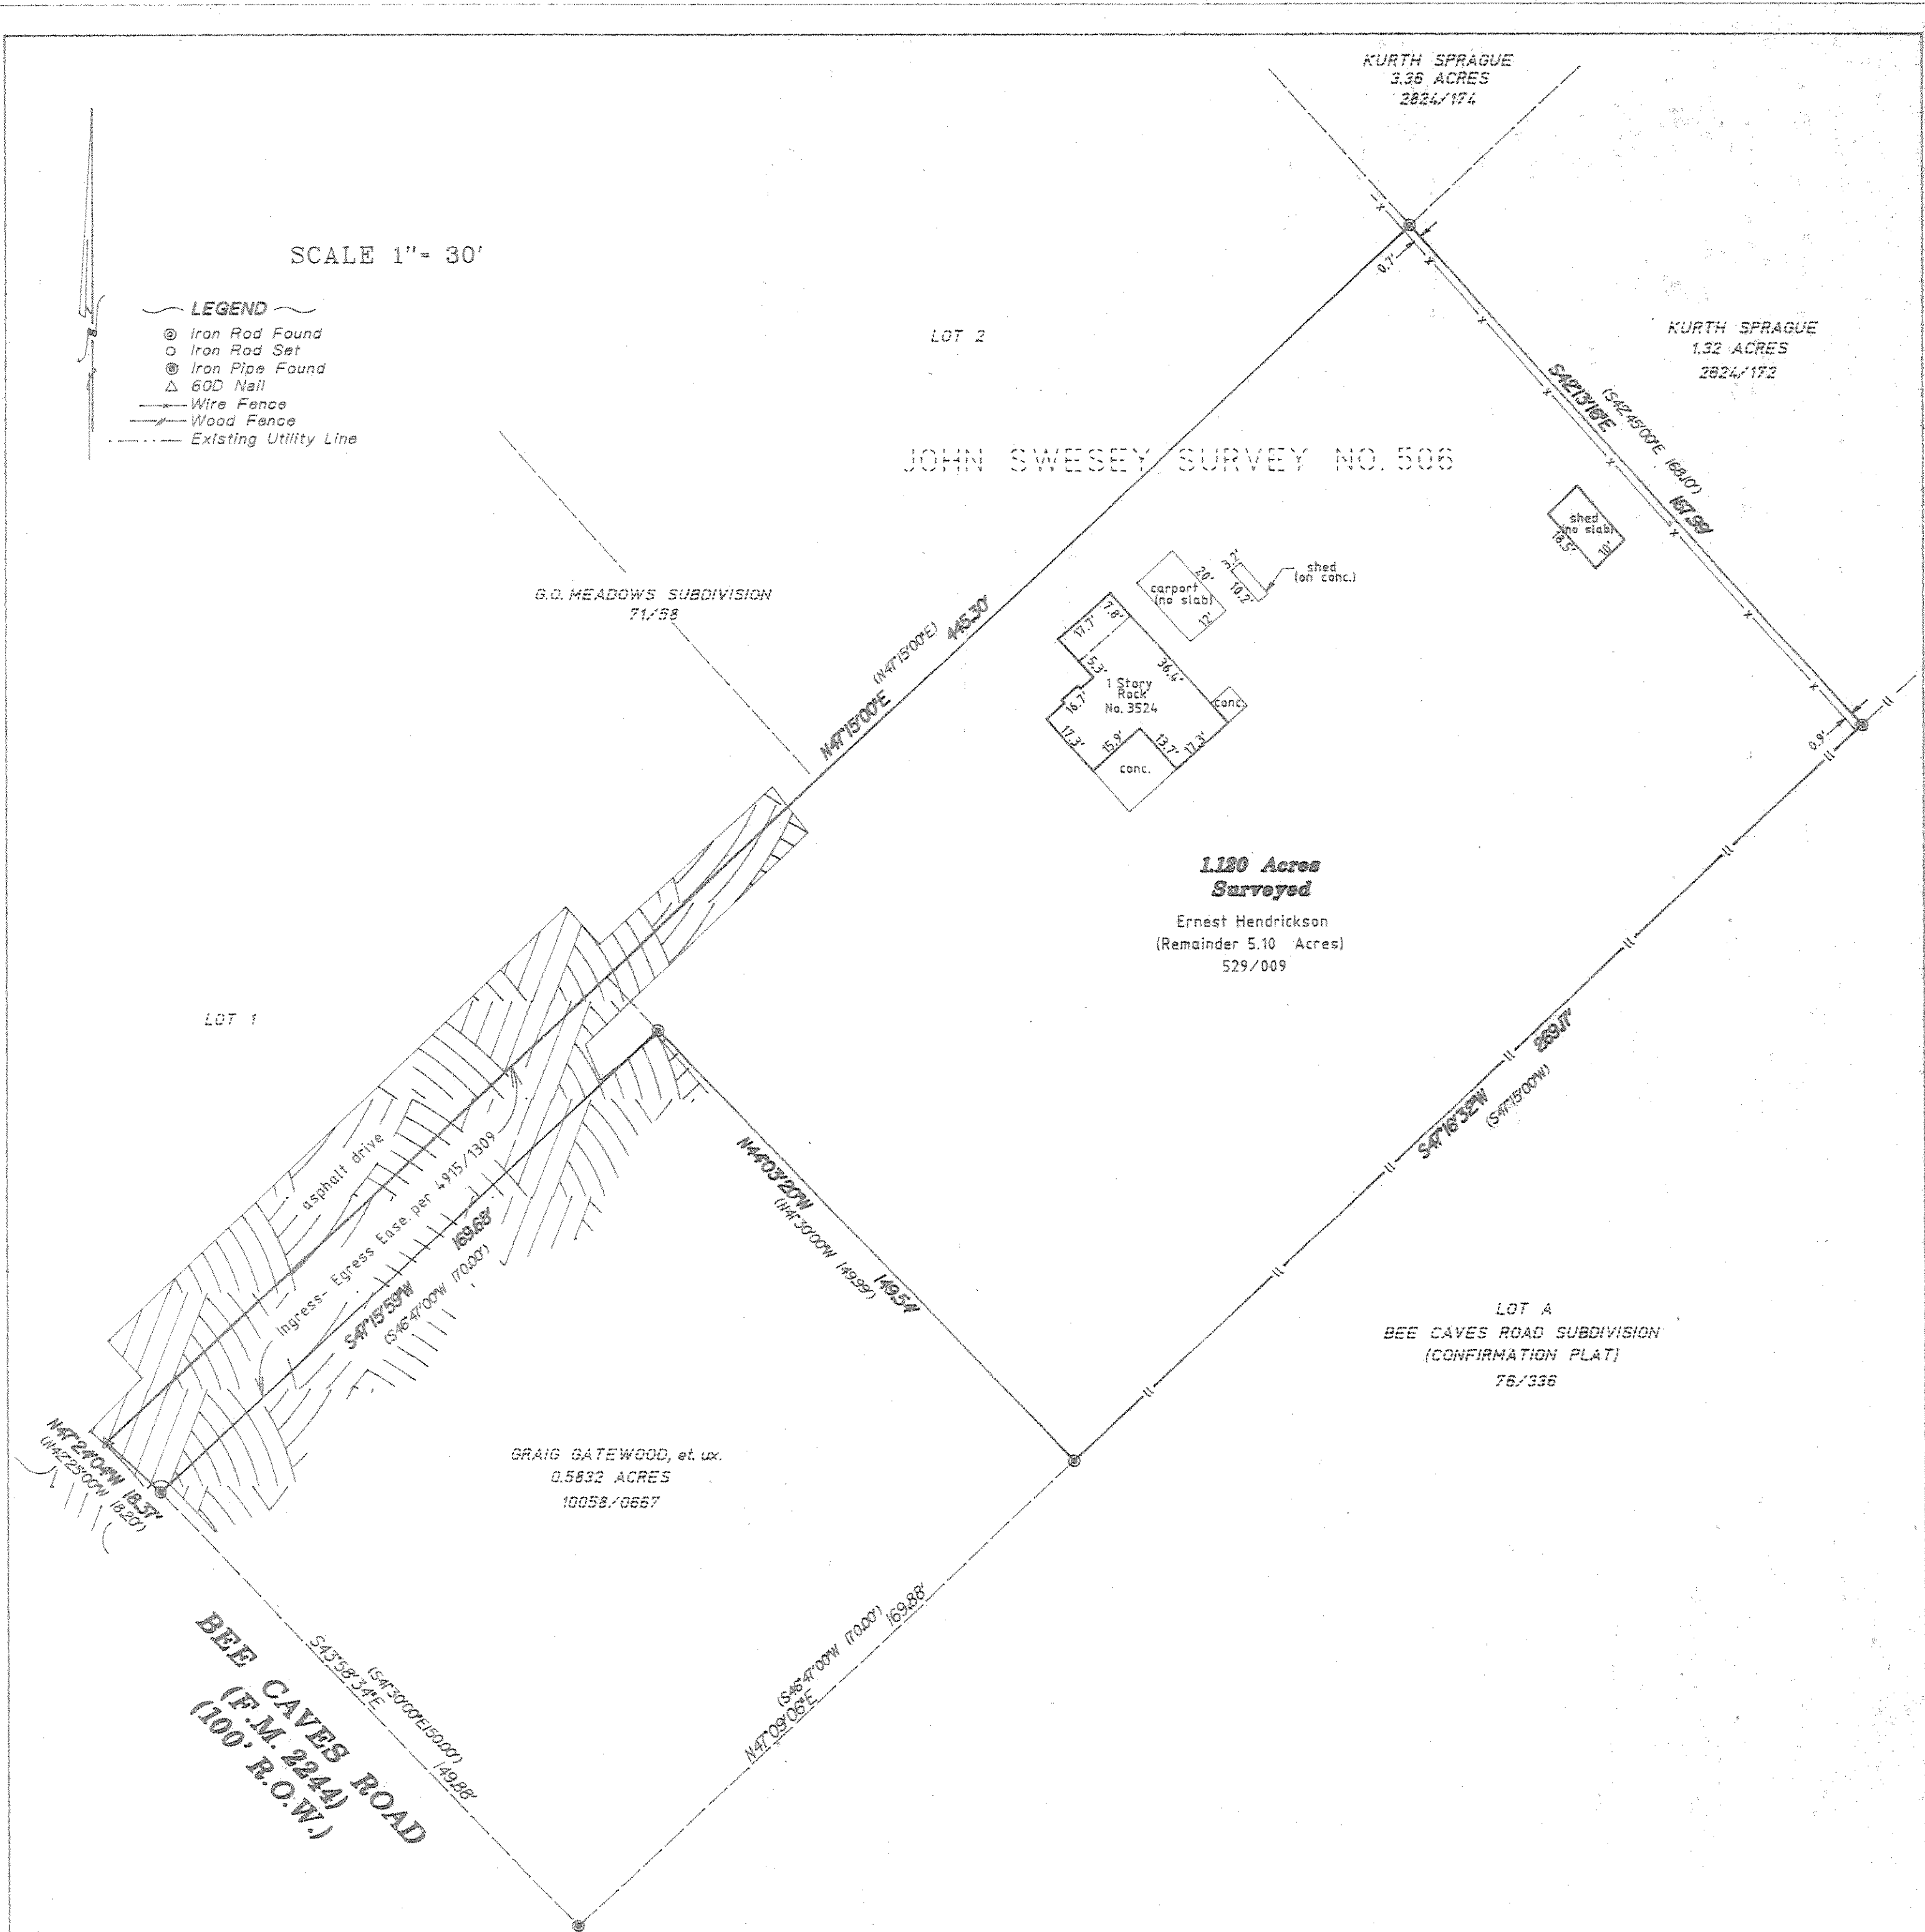 KURTH SPRAGUE
3.36 ACRES
2824/174
SCALE 1"= 30'
LEGEND
Iron Rod Found
Iron Rod Set
Iron Pipe Found
60D Nail
Wire Fence
Wood Fence
Existing Utility Line
LOT 2
0.7'
KURTH SPRAGUE
1.32 ACRES
2824/172
S42°13'16"E
(S42°45'00"E 168.10')
167.99'
JOHN SWESEY SURVEY NO. 506
shed
(no slab)
18.5'
10'
G.O. MEADOWS SUBDIVISION
71/58
carport
(no slab)
20'
12'
3.2'
10.2'
shed
(on conc.)
17.7'
7.8'
5.3'
36.4'
1 Story
Rock
No. 3524
16.7'
17.3'
15.9'
13.7'
17.3'
conc.
conc.
(N47°15'00"E)
445.30'
N47°15'00"E
0.9'
1.120 Acres
Surveyed
Ernest Hendrickson
(Remainder 5.10 Acres)
529/009
LOT 1
269.17'
S47°16'32"W
(S47°15'00"W)
asphalt drive
Ingress- Egress Ease. per 4915/1309
169.68'
S47°15'59"W
(S46°47'00"W 170.00')
N44°03'20"W
(N41°30'00"W 149.99')
149.54'
LOT A
BEE CAVES ROAD SUBDIVISION
(CONFIRMATION PLAT)
76/336
N47°24'04"W 18.37'
(N42°25'00"W 18.20')
GRAIG GATEWOOD, et. ux.
0.5832 ACRES
10058/0667
BEE CAVES ROAD
(F.M. 2244)
(100' R.O.W.)
S43°58'34"E
(S41°30'00"E 150.00')
149.88'
(S46°47'00"W 170.00')
169.88'
N47°09'06"E